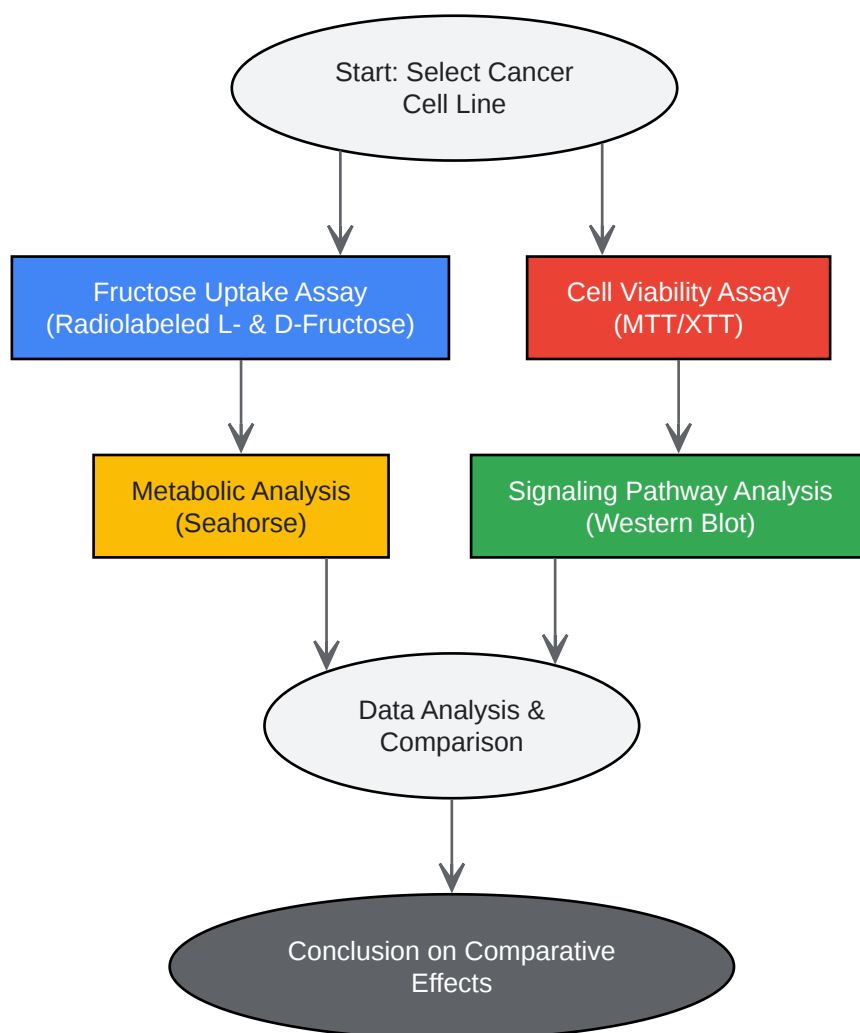 Start: Select Cancer
Cell Line
Fructose Uptake Assay
(Radiolabeled L- & D-Fructose)
Cell Viability Assay
(MTT/XTT)
Metabolic Analysis
(Seahorse)
Signaling Pathway Analysis
(Western Blot)
Data Analysis &
Comparison
Conclusion on Comparative
Effects